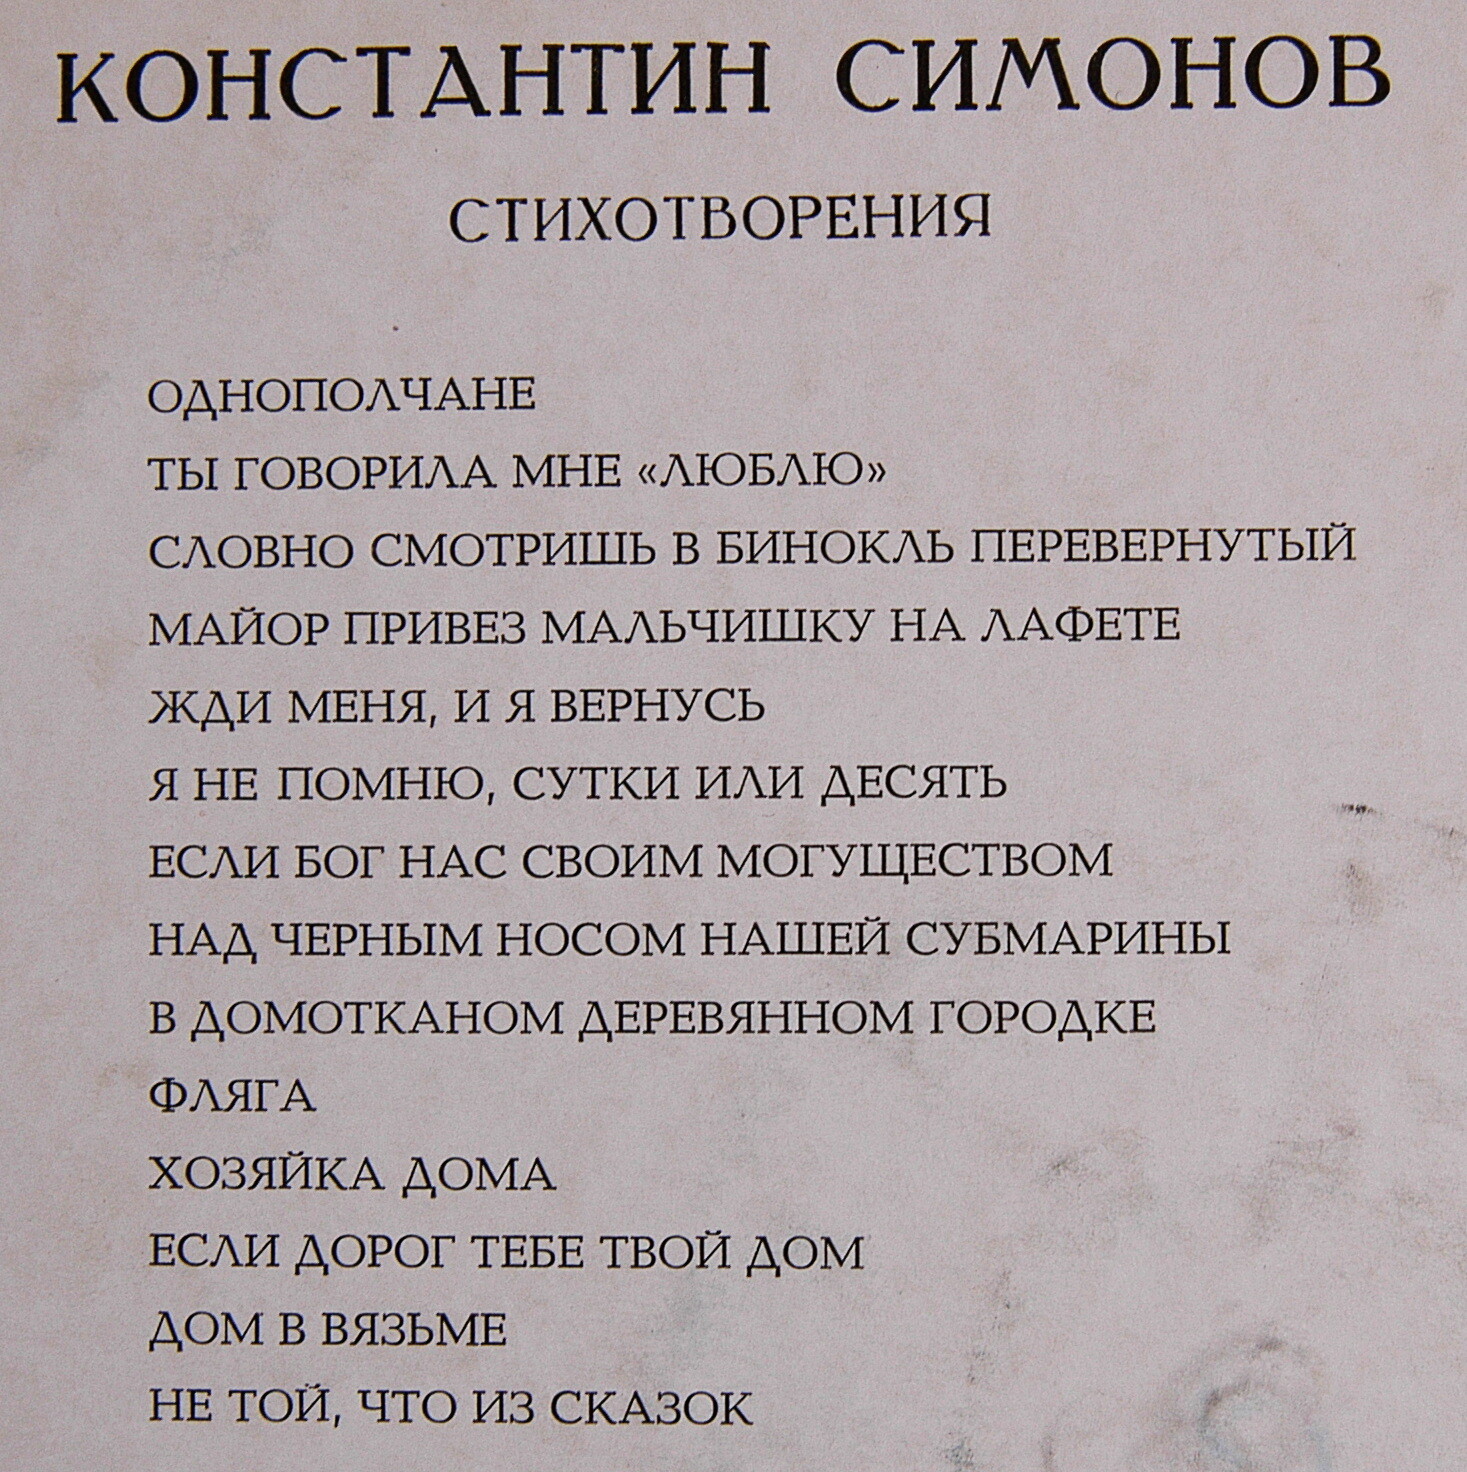 КОНСТАНТИН СИМОНОВ
СТИХОТВОРЕНИЯ
ОДНОПОЛЧАНЕ
ТЫ ГОВОРИЛА МНЕ «ЛЮБЛЮ»
СЛОВНО СМОТРИШЬ В БИНОКЛЬ ПЕРЕВЕРНУТЫЙ
МАЙОР ПРИВЕЗ МАЛЬЧИШКУ НА ЛАФЕТЕ
ЖДИ МЕНЯ, И Я ВЕРНУСЬ
Я НЕ ПОМНЮ, СУТКИ ИЛИ ДЕСЯТЬ
ЕСЛИ БОГ НАС СВОИМ МОГУЩЕСТВОМ
НАД ЧЕРНЫМ НОСОМ НАШЕЙ СУБМАРИНЫ
В ДОМОТКАНОМ ДЕРЕВЯННОМ ГОРОДКЕ
ФЛЯГА
ХОЗЯЙКА ДОМА
ЕСЛИ ДОРОГ ТЕБЕ ТВОЙ ДОМ
ДОМ В ВЯЗЬМЕ
НЕ ТОЙ, ЧТО ИЗ СКАЗОК